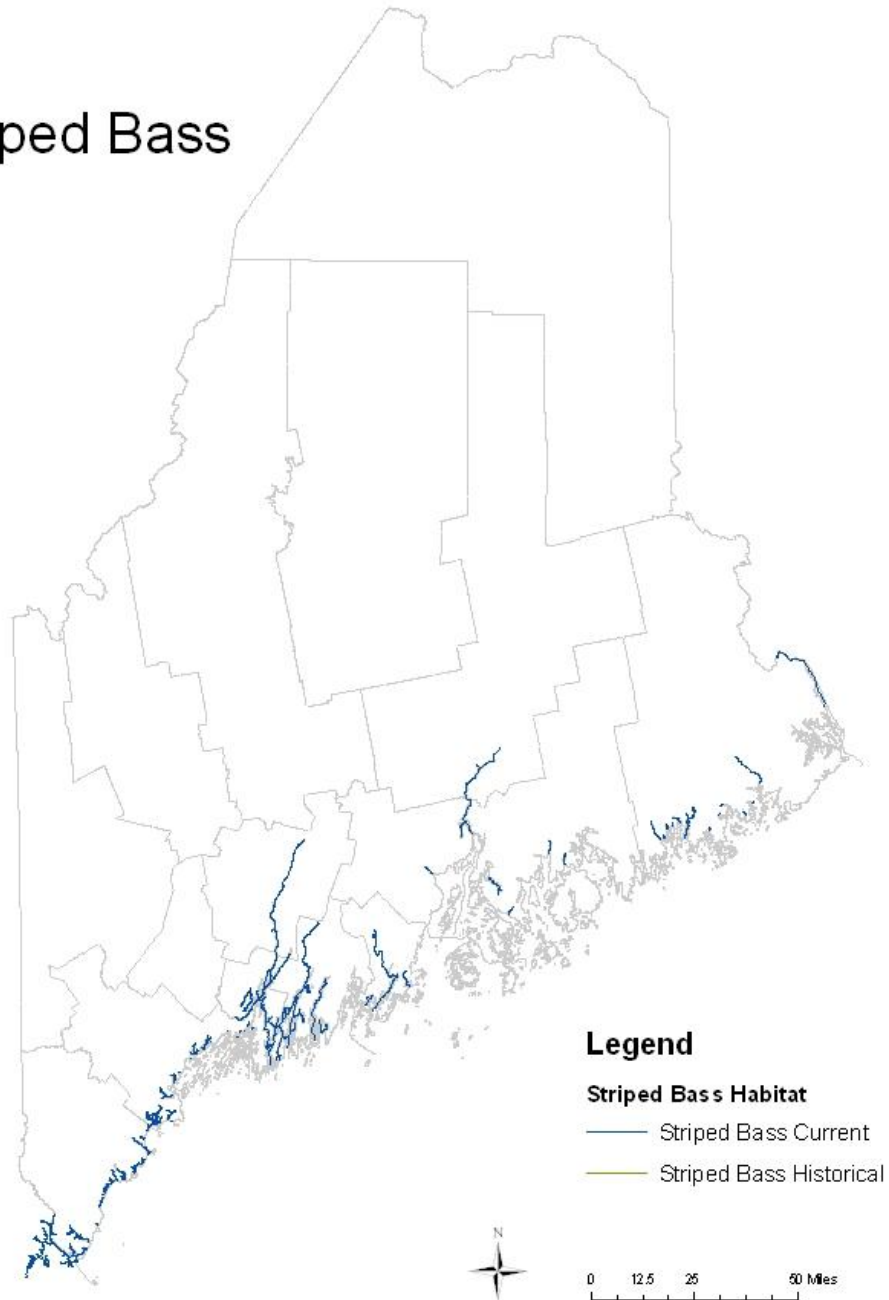 ped Bass
Legend
Striped Bass Habitat
Striped Bass Current
Striped Bass Historical
N
0 12.5 25 50 Miles